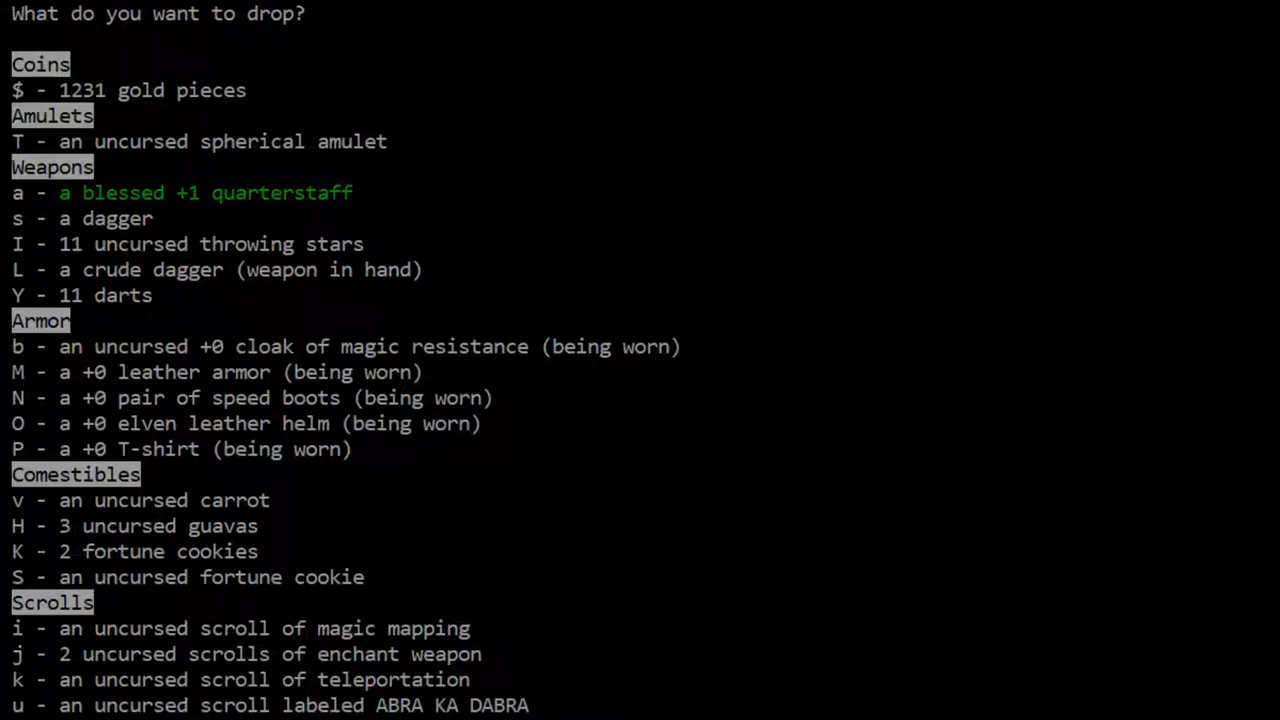 What do you want to drop?
Coins
$ - 1231 gold pieces
Amulets
T - an uncursed spherical amulet
Weapons
a - a blessed +1 quarterstaff
s - a dagger
I - 11 uncursed throwing stars
L - a crude dagger (weapon in hand)
Y - 11 darts
Armor
b - an uncursed +0 cloak of magic resistance (being worn)
M - a +0 leather armor (being worn)
N - a +0 pair of speed boots (being worn)
O - a +0 elven leather helm (being worn)
P - a +0 T-shirt (being worn)
Comestibles
v - an uncursed carrot
H - 3 uncursed guavas
K - 2 fortune cookies
S - an uncursed fortune cookie
Scrolls
i - an uncursed scroll of magic mapping
j - 2 uncursed scrolls of enchant weapon
k - an uncursed scroll of teleportation
u - an uncursed scroll labeled ABRA KA DABRA